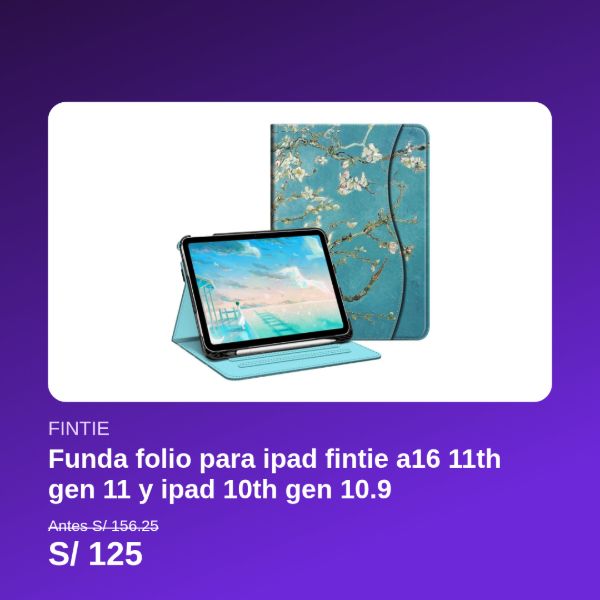 FINTIE
Funda folio para ipad fintie a16 11th
gen 11 y ipad 10th gen 10.9
Antes S/ 156.25
S/ 125